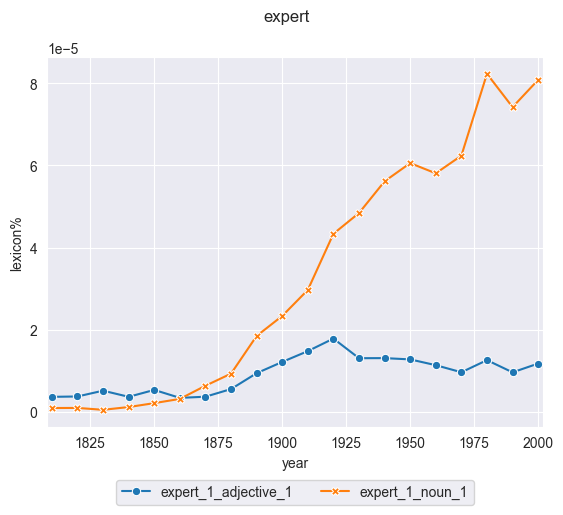 expert
1e−5
8
6
4
2
0
lexicon%
1825 1850 1875 1900 1925 1950 1975 2000
year
expert_1_adjective_1 expert_1_noun_1